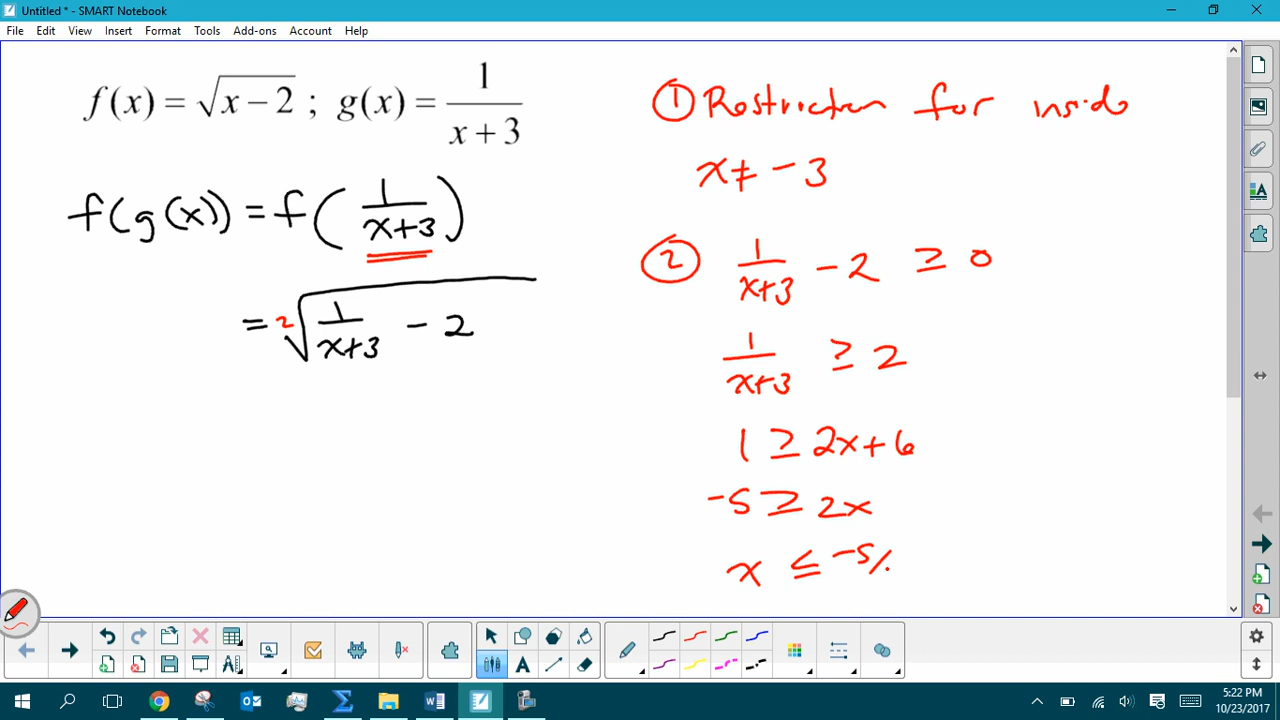 Untitled * - SMART Notebook
File Edit View Insert Format Tools Add-ons Account Help
f(x) = √(x − 2) ; g(x) = 1/(x + 3)
f(g(x)) = f(1/(x+3))
= ²√(1/(x+3) - 2)
① Restriction for inside
x ≠ -3
② 1/(x+3) - 2 ≥ 0
1/(x+3) ≥ 2
1 ≥ 2x+6
-5 ≥ 2x
x ≤ -5/
5:22 PM
10/23/2017